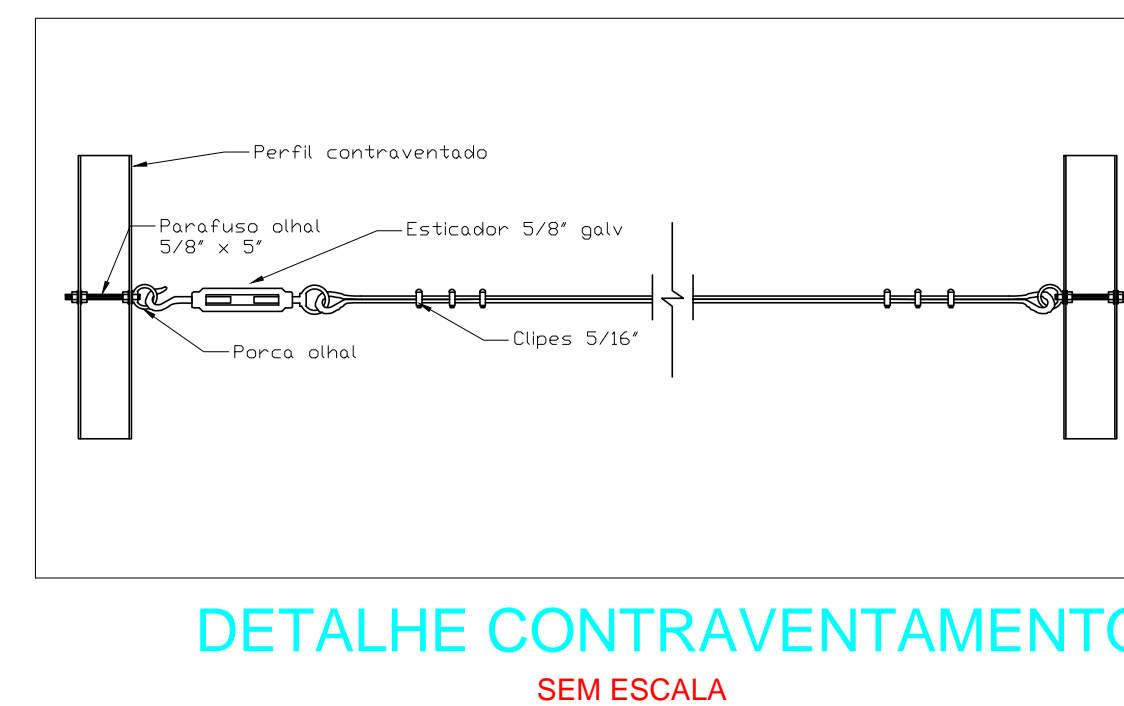 Perfil contraventado
Parafuso olhal
5/8" x 5"
Esticador 5/8" galv
Clipes 5/16"
Porca olhal
DETALHE CONTRAVENTAMENTO
SEM ESCALA